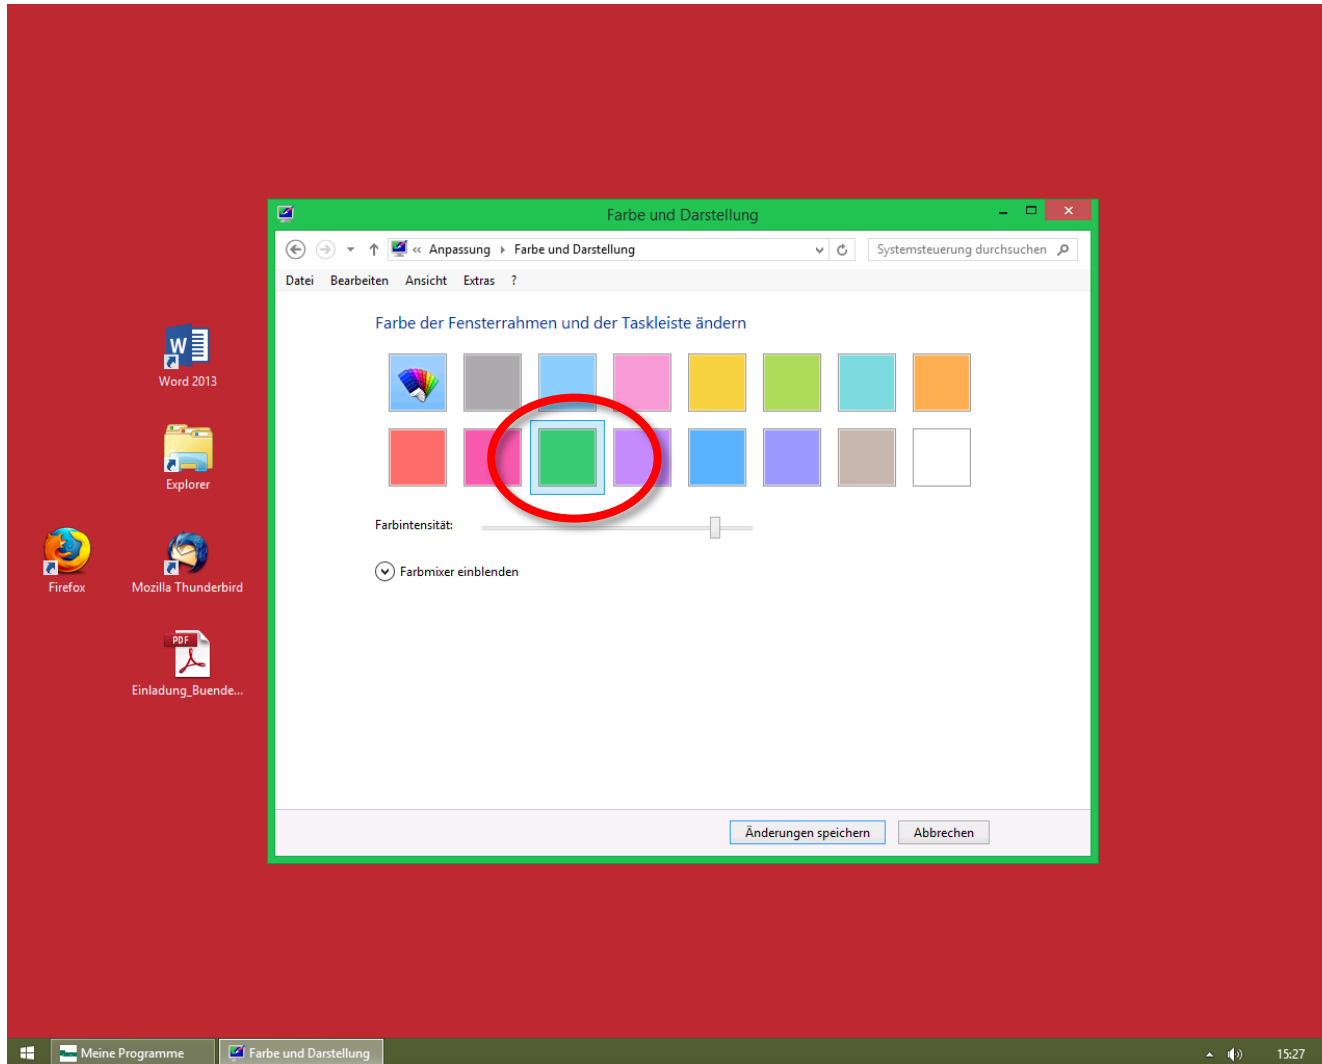 Farbe und Darstellung
« Anpassung ▸ Farbe und Darstellung
Systemsteuerung durchsuchen
Datei Bearbeiten Ansicht Extras ?
Farbe der Fensterrahmen und der Taskleiste ändern
Farbintensität:
Farbmixer einblenden
Änderungen speichern
Abbrechen
Word 2013
Explorer
Firefox
Mozilla Thunderbird
PDF
Einladung_Buende...
Meine Programme
Farbe und Darstellung
15:27